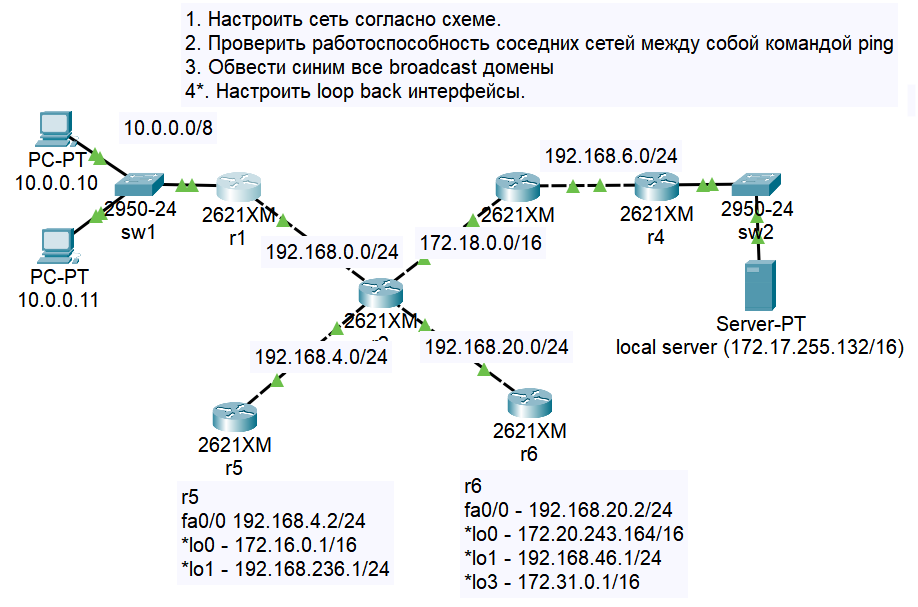 1. Настроить сеть согласно схеме.
2. Проверить работоспособность соседних сетей между собой командой ping
3. Обвести синим все broadcast домены
4*. Настроить loop back интерфейсы.
10.0.0.0/8
PC-PT
10.0.0.10
2950-24
sw1
2621XM
r1
PC-PT
10.0.0.11
192.168.0.0/24
172.18.0.0/16
2621XM
192.168.6.0/24
2621XM
r4
2950-24
sw2
Server-PT
local server (172.17.255.132/16)
2621XM
192.168.4.0/24
192.168.20.0/24
2621XM
r5
2621XM
r6
r5
fa0/0 192.168.4.2/24
*lo0 - 172.16.0.1/16
*lo1 - 192.168.236.1/24
r6
fa0/0 - 192.168.20.2/24
*lo0 - 172.20.243.164/16
*lo1 - 192.168.46.1/24
*lo3 - 172.31.0.1/16